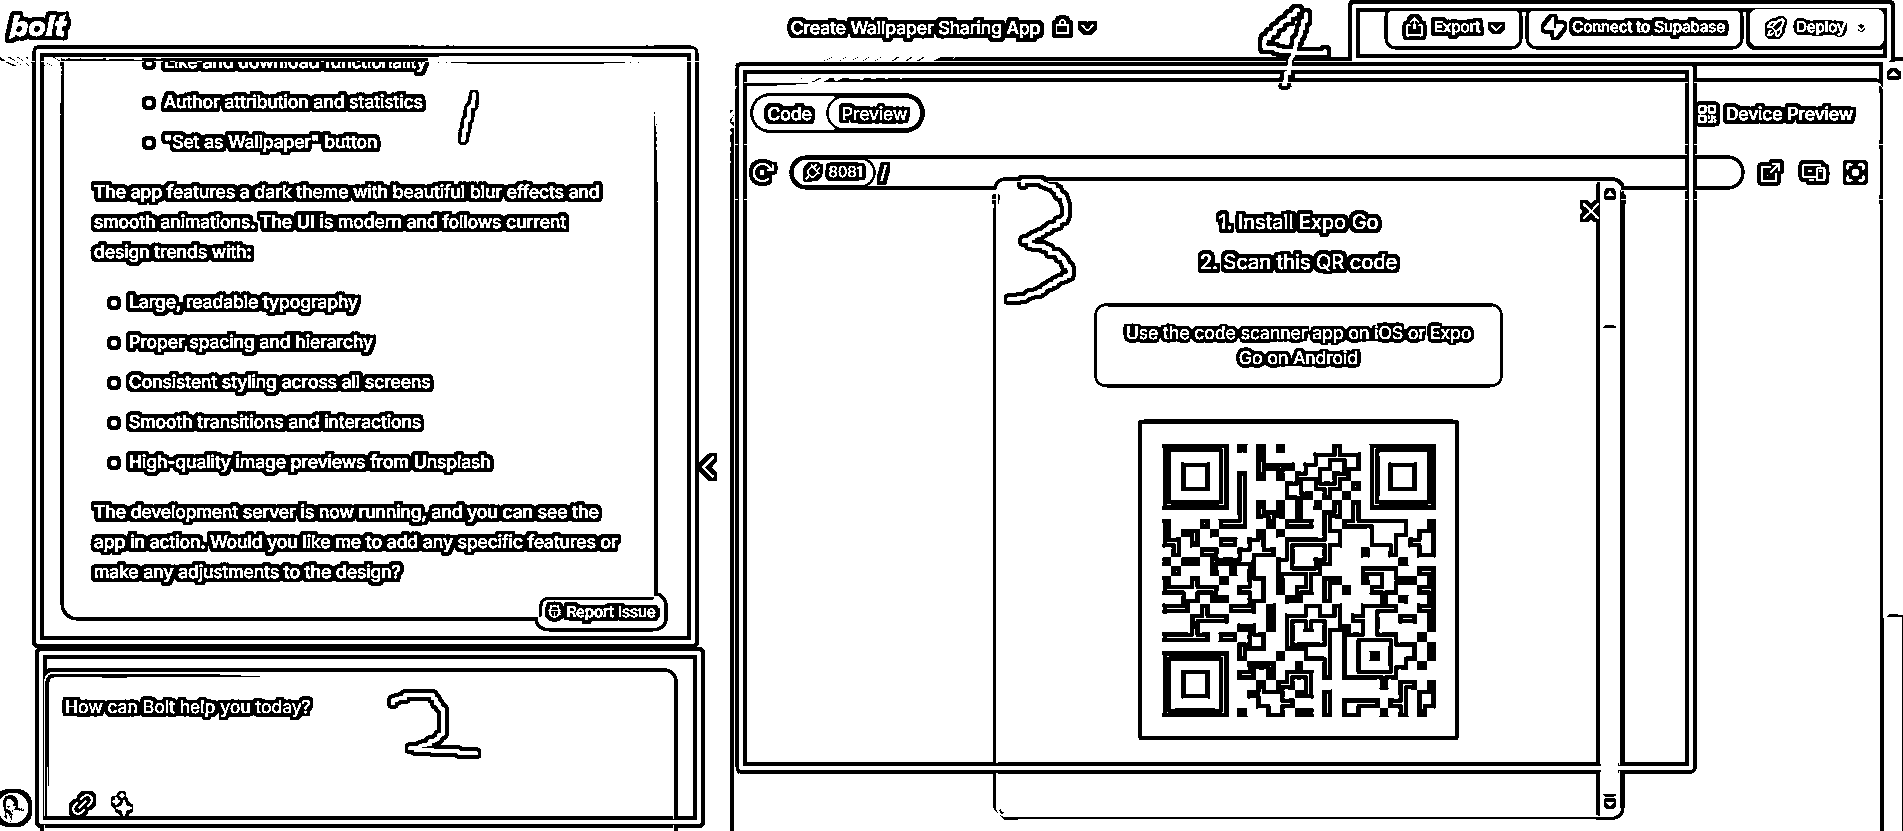 bolt
Create Wallpaper Sharing App
4
Export
Connect to Supabase
Deploy
Like and download functionality
Author attribution and statistics
1
"Set as Wallpaper" button
The app features a dark theme with beautiful blur effects and
smooth animations. The UI is modern and follows current
design trends with:
Large, readable typography
Proper spacing and hierarchy
Consistent styling across all screens
Smooth transitions and interactions
High-quality image previews from Unsplash
The development server is now running, and you can see the
app in action. Would you like me to add any specific features or
make any adjustments to the design?
Report Issue
How can Bolt help you today?
2
Code
Preview
Device Preview
8081
/
3
1. Install Expo Go
2. Scan this QR code
Use the code scanner app on iOS or Expo
Go on Android